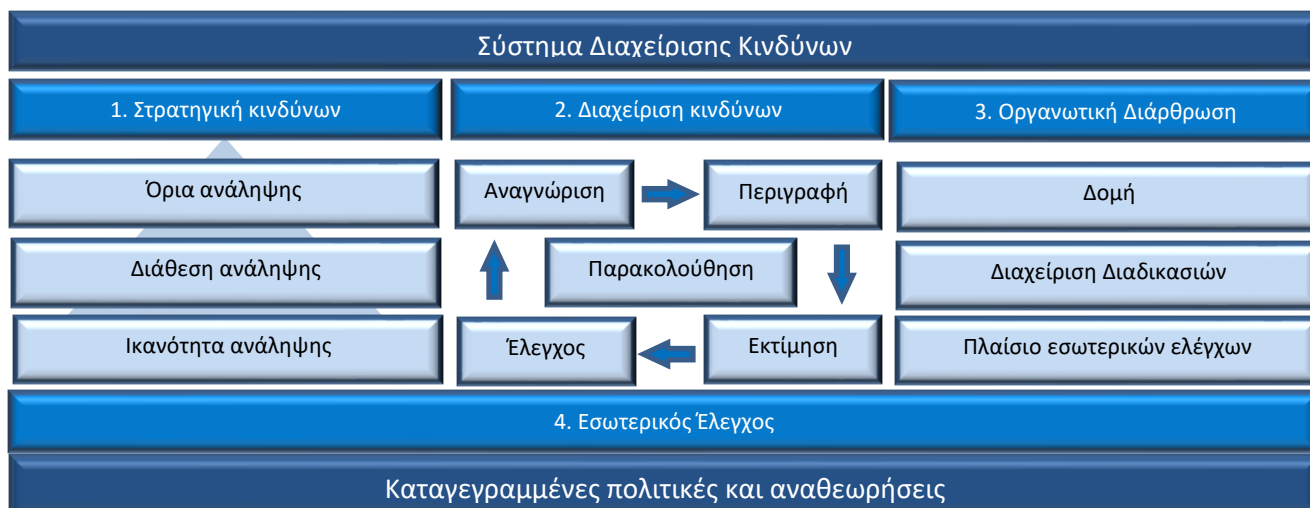 Σύστημα Διαχείρισης Κινδύνων
1. Στρατηγική κινδύνων
2. Διαχείριση κινδύνων
3. Οργανωτική Διάρθρωση
Όρια ανάληψης
Αναγνώριση
Περιγραφή
Δομή
Διάθεση ανάληψης
Παρακολούθηση
Διαχείριση Διαδικασιών
Ικανότητα ανάληψης
Έλεγχος
Εκτίμηση
Πλαίσιο εσωτερικών ελέγχων
4. Εσωτερικός Έλεγχος
Καταγεγραμμένες πολιτικές και αναθεωρήσεις